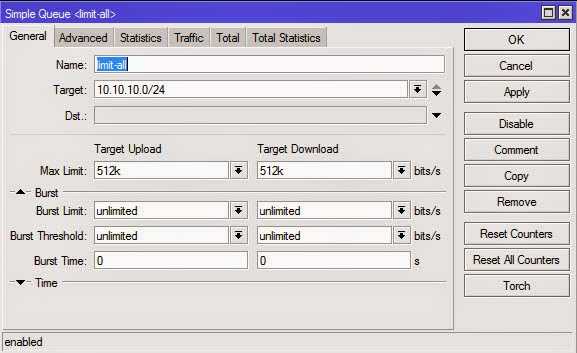 Simple Queue <limit-all>
General Advanced Statistics Traffic Total Total Statistics
Name: limit-all
Target: 10.10.10.0/24
Dst.:
Target Upload Target Download
Max Limit: 512k 512k bits/s
Burst
Burst Limit: unlimited unlimited bits/s
Burst Threshold: unlimited unlimited bits/s
Burst Time: 0 0 s
Time
OK
Cancel
Apply
Disable
Comment
Copy
Remove
Reset Counters
Reset All Counters
Torch
enabled